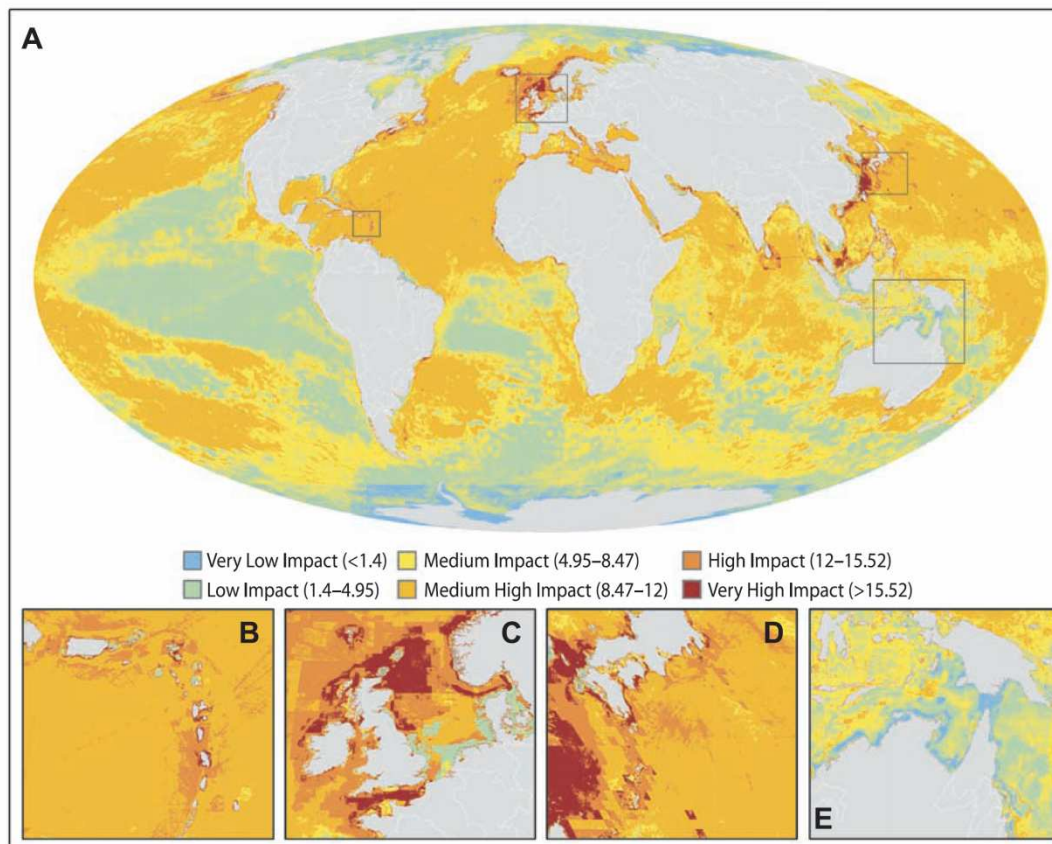 A
Very Low Impact (<1.4)
Medium Impact (4.95–8.47)
High Impact (12–15.52)
Low Impact (1.4–4.95)
Medium High Impact (8.47–12)
Very High Impact (>15.52)
B
C
D
E